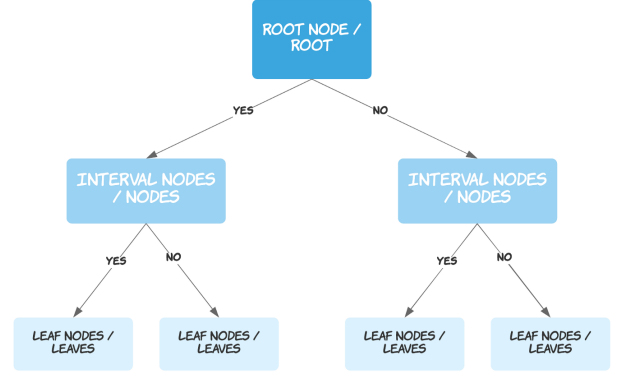 ROOT NODE /
ROOT
YES
NO
INTERVAL NODES
/ NODES
INTERVAL NODES
/ NODES
YES
NO
YES
NO
LEAF NODES /
LEAVES
LEAF NODES /
LEAVES
LEAF NODES /
LEAVES
LEAF NODES /
LEAVES